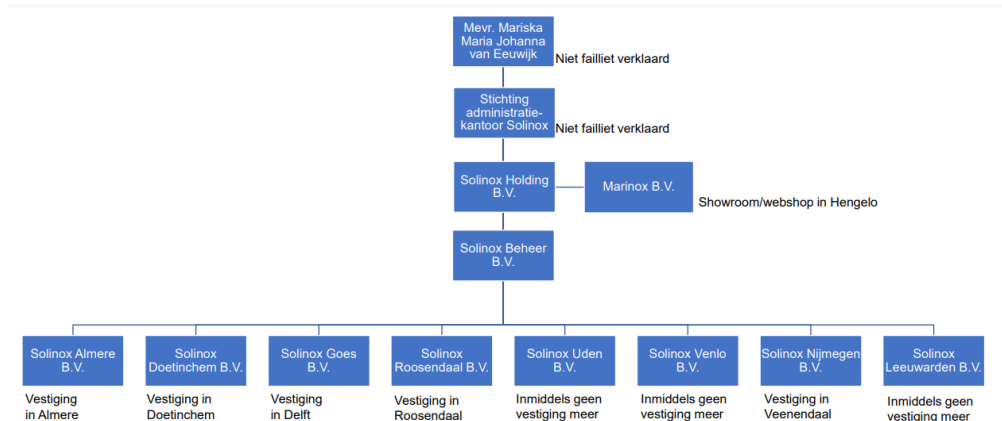 Mevr. Mariska
Maria Johanna
van Eeuwijk
Niet failliet verklaard
Stichting
administratie-
kantoor Solinox
Niet failliet verklaard
Solinox Holding
B.V.
Marinox B.V.
Showroom/webshop in Hengelo
Solinox Beheer
B.V.
Solinox Almere
B.V.
Vestiging
in Almere
Solinox
Doetinchem B.V.
Vestiging in
Doetinchem
Solinox Goes
B.V.
Vestiging
in Delft
Solinox
Roosendaal B.V.
Vestiging in
Roosendaal
Solinox Uden
B.V.
Inmiddels geen
vestiging meer
Solinox Venlo
B.V.
Inmiddels geen
vestiging meer
Solinox Nijmegen
B.V.
Vestiging in
Veenendaal
Solinox
Leeuwarden B.V.
Inmiddels geen
vestiging meer